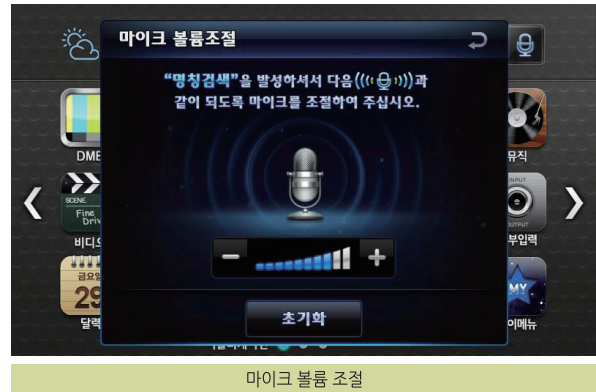 마이크 볼륨조절
“명칭검색”을 발성하셔서 다음(((( ))))과
같이 되도록 마이크를 조절하여 주십시오.
DMB
뮤직
SCENE
Fine
Driv
INPUT
OUTPUT
비디오
부입력
금요일
29
MY
달력
이메뉴
초기화
마이크 볼륨 조절